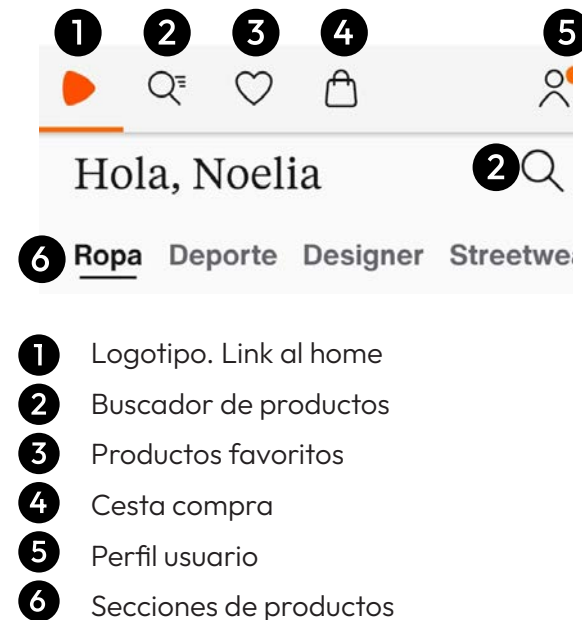 1 2 3 4 5
Hola, Noelia 2
6 Ropa Deporte Designer Streetwe
1 Logotipo. Link al home
2 Buscador de productos
3 Productos favoritos
4 Cesta compra
5 Perfil usuario
6 Secciones de productos